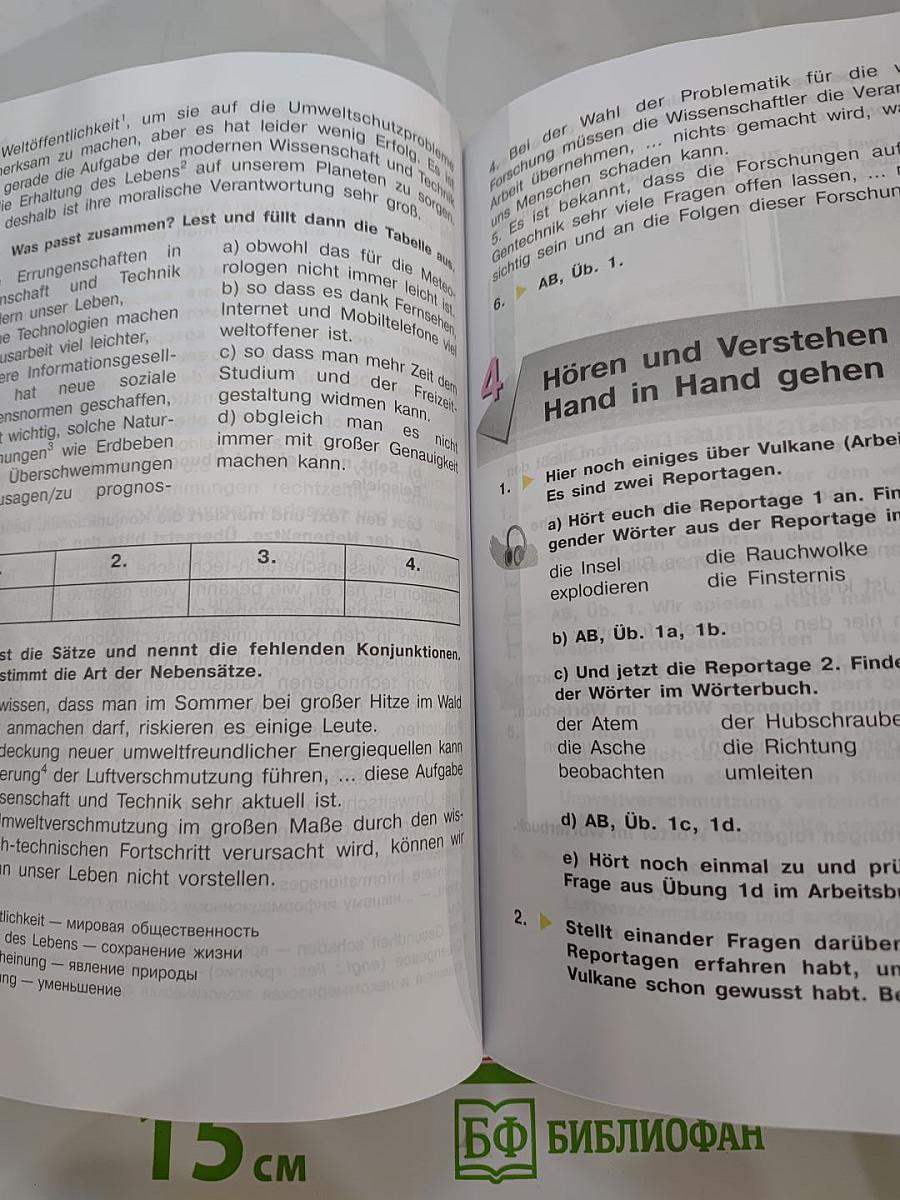 Weltöffentlichkeit¹, um sie auf die Umweltschutzprobleme
merksam zu machen, aber es hat leider wenig Erfolg. Es ist
gerade die Aufgabe der modernen Wissenschaft und Technik
die Erhaltung des Lebens² auf unserem Planeten zu sorgen,
deshalb ist ihre moralische Verantwortung sehr groß.
Was passt zusammen? Lest und füllt dann die Tabelle aus.
Errungenschaften in
nschaft und Technik
ern unser Leben,
e Technologien machen
usarbeit viel leichter,
ere Informationsgesell-
hat neue soziale
ensnormen geschaffen,
t wichtig, solche Natur-
nungen³ wie Erdbeben
Überschwemmungen
usagen/zu prognos-
a) obwohl das für die Meteo-
rologen nicht immer leicht ist.
b) so dass es dank Fernsehen,
Internet und Mobiltelefone viel
weltoffener ist.
c) so dass man mehr Zeit dem
Studium und der Freizeit-
gestaltung widmen kann.
d) obgleich man es nicht
immer mit großer Genauigkeit
machen kann.
2. 3. 4.
st die Sätze und nennt die fehlenden Konjunktionen.
stimmt die Art der Nebensätze.
wissen, dass man im Sommer bei großer Hitze im Wald
anmachen darf, riskieren es einige Leute.
deckung neuer umweltfreundlicher Energiequellen kann
erung⁴ der Luftverschmutzung führen, ... diese Aufgabe
senschaft und Technik sehr aktuell ist.
mweltverschmutzung im großen Maße durch den wis-
h-technischen Fortschritt verursacht wird, können wir
n unser Leben nicht vorstellen.
tlichkeit — мировая общественность
des Lebens — сохранение жизни
heinung — явление природы
ng — уменьшение
4. Bei der Wahl der Problematik für die
Forschung müssen die Wissenschaftler die Verar
Arbeit übernehmen, ... nichts gemacht wird, wa
uns Menschen schaden kann.
5. Es ist bekannt, dass die Forschungen auf
Gentechnik sehr viele Fragen offen lassen, ...
sichtig sein und an die Folgen dieser Forschun
6. AB, Üb. 1.
4 Hören und Verstehen
Hand in Hand gehen
1. Hier noch einiges über Vulkane (Arbei
Es sind zwei Reportagen.
a) Hört euch die Reportage 1 an. Fin
gender Wörter aus der Reportage im
die Insel die Rauchwolke
explodieren die Finsternis
b) AB, Üb. 1a, 1b.
c) Und jetzt die Reportage 2. Finde
der Wörter im Wörterbuch.
der Atem der Hubschraube
die Asche die Richtung
beobachten umleiten
d) AB, Üb. 1c, 1d.
e) Hört noch einmal zu und prü
Frage aus Übung 1d im Arbeitsb
2. Stellt einander Fragen darüber
Reportagen erfahren habt, un
Vulkane schon gewusst habt. Be
15 см
БФ БИБЛИОФАН